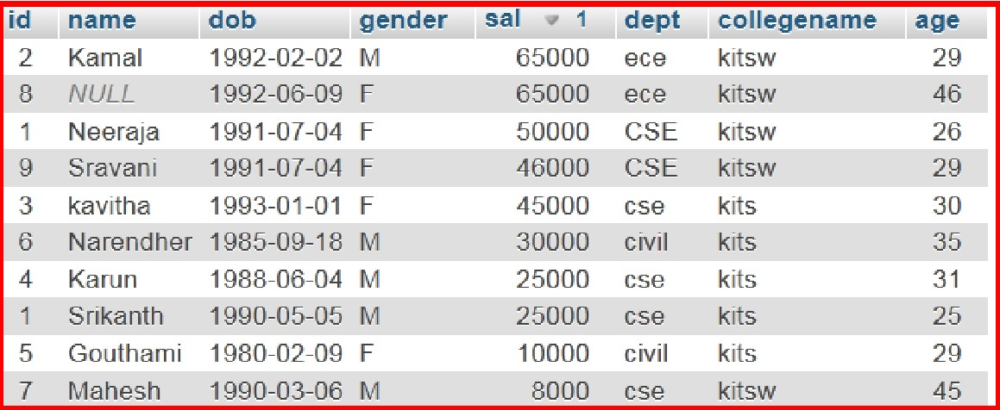 id name dob gender sal 1 dept collegename age
2 Kamal 1992-02-02 M 65000 ece kitsw 29
8 NULL 1992-06-09 F 65000 ece kitsw 46
1 Neeraja 1991-07-04 F 50000 CSE kitsw 26
9 Sravani 1991-07-04 F 46000 CSE kitsw 29
3 kavitha 1993-01-01 F 45000 cse kits 30
6 Narendher 1985-09-18 M 30000 civil kits 35
4 Karun 1988-06-04 M 25000 cse kits 31
1 Srikanth 1990-05-05 M 25000 cse kits 25
5 Gouthami 1980-02-09 F 10000 civil kits 29
7 Mahesh 1990-03-06 M 8000 cse kitsw 45